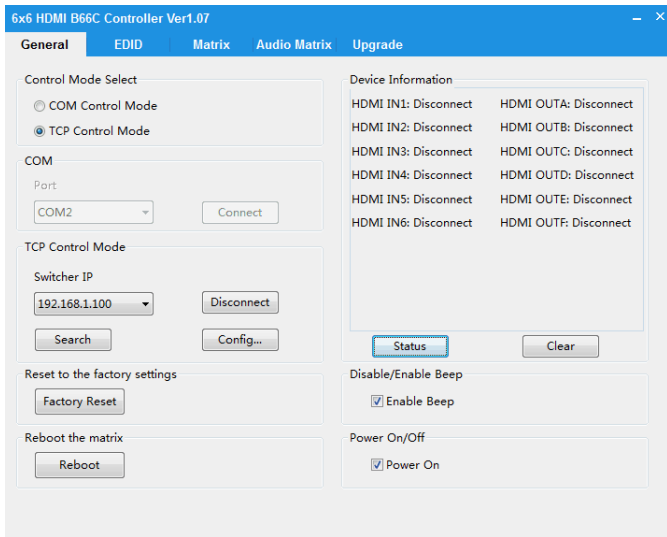 6x6 HDMI B66C Controller Ver1.07
General EDID Matrix Audio Matrix Upgrade
Control Mode Select
COM Control Mode
TCP Control Mode
COM
Port
COM2 Connect
TCP Control Mode
Switcher IP
192.168.1.100 Disconnect
Search Config...
Reset to the factory settings
Factory Reset
Reboot the matrix
Reboot
Device Information
HDMI IN1: Disconnect HDMI OUTA: Disconnect
HDMI IN2: Disconnect HDMI OUTB: Disconnect
HDMI IN3: Disconnect HDMI OUTC: Disconnect
HDMI IN4: Disconnect HDMI OUTD: Disconnect
HDMI IN5: Disconnect HDMI OUTE: Disconnect
HDMI IN6: Disconnect HDMI OUTF: Disconnect
Status Clear
Disable/Enable Beep
Enable Beep
Power On/Off
Power On